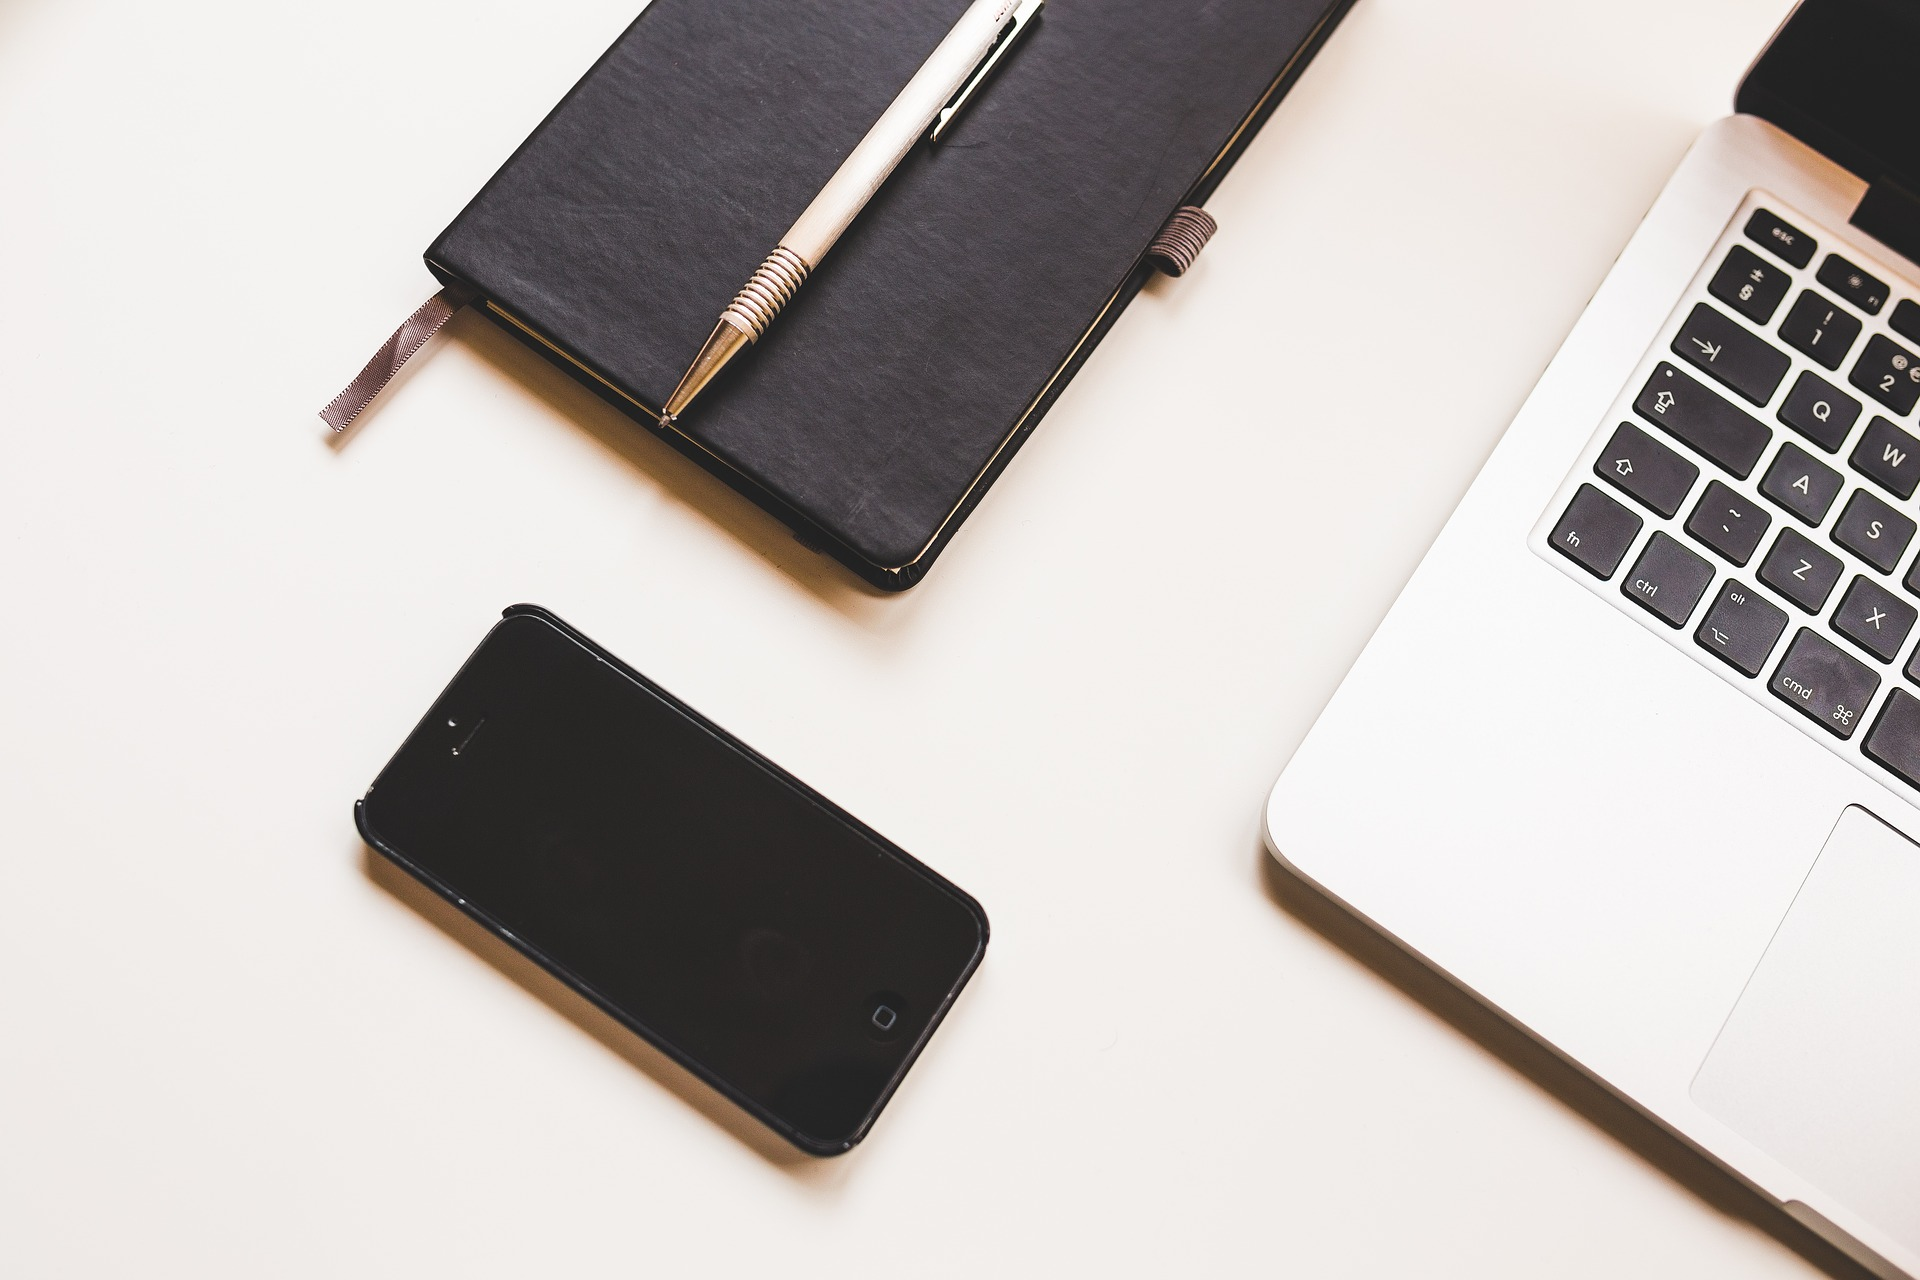 esc
F1
±
§
!
1
@ €
2
Q
W
A
S
~
`
Z
X
fn
ctrl
alt
cmd
⌘